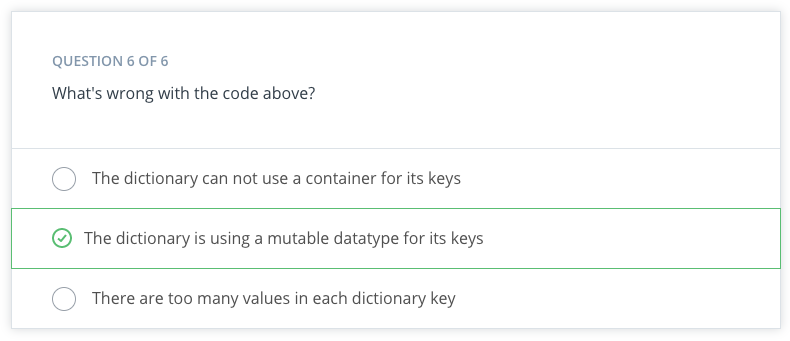 QUESTION 6 OF 6
What's wrong with the code above?
The dictionary can not use a container for its keys
The dictionary is using a mutable datatype for its keys
There are too many values in each dictionary key